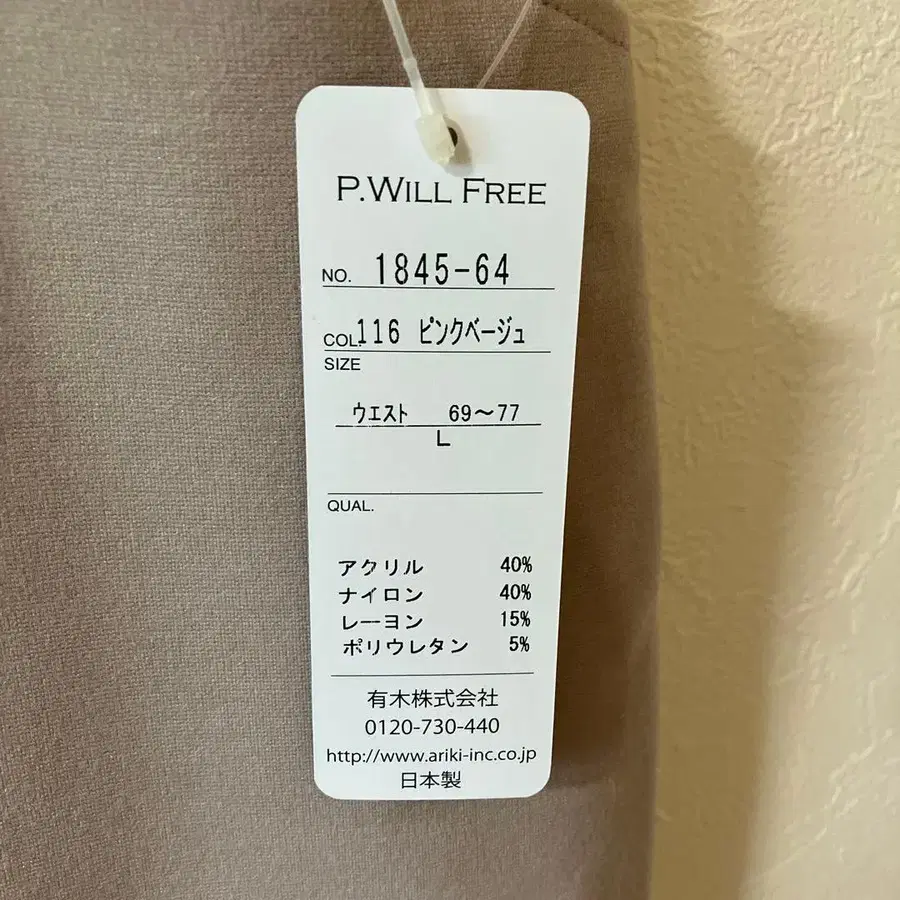 P.WILL FREE
NO. 1845-64
COL. 116 ピンクベージュ
SIZE
ウエスト 69~77
L
QUAL.
アクリル 40%
ナイロン 40%
レーヨン 15%
ポリウレタン 5%
有木株式会社
0120-730-440
http://www.ariki-inc.co.jp
日本製